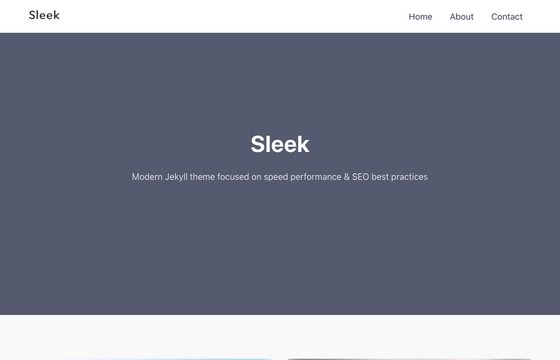 Sleek
Home About Contact
Sleek
Modern Jekyll theme focused on speed performance & SEO best practices